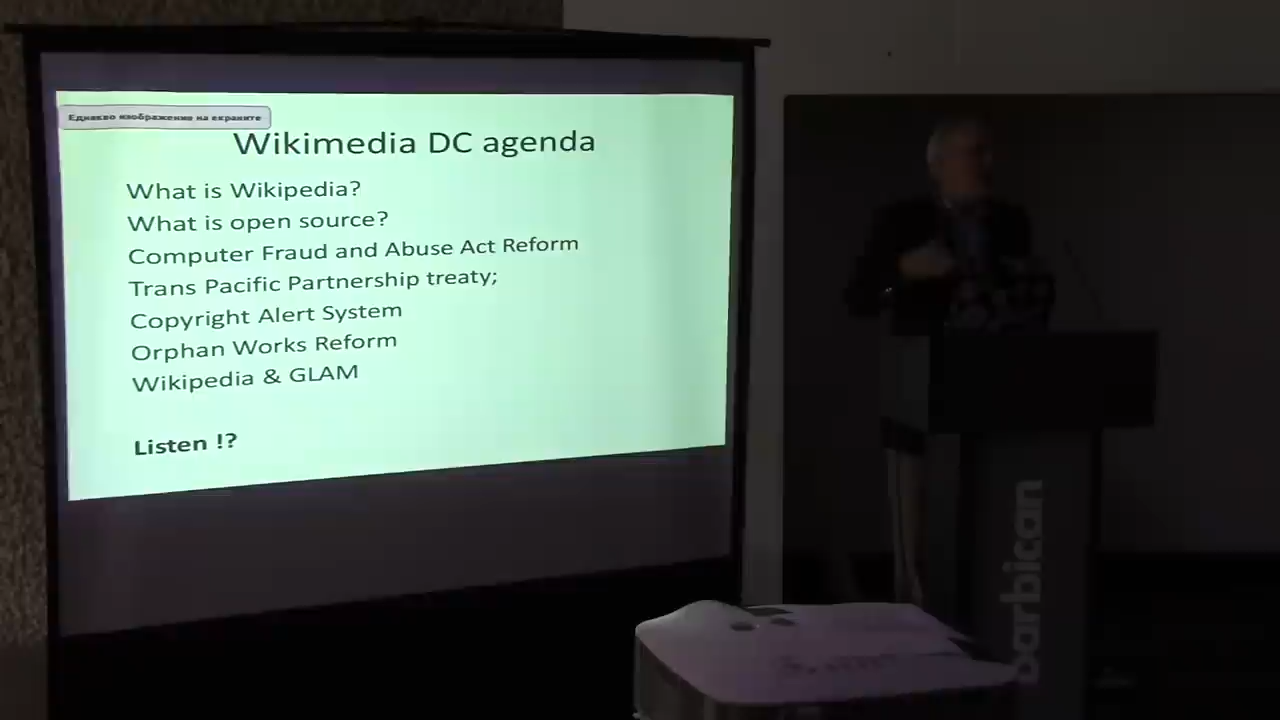 Еднакво изображение на екраните
Wikimedia DC agenda
What is Wikipedia?
What is open source?
Computer Fraud and Abuse Act Reform
Trans Pacific Partnership treaty;
Copyright Alert System
Orphan Works Reform
Wikipedia & GLAM
Listen !?
barbican